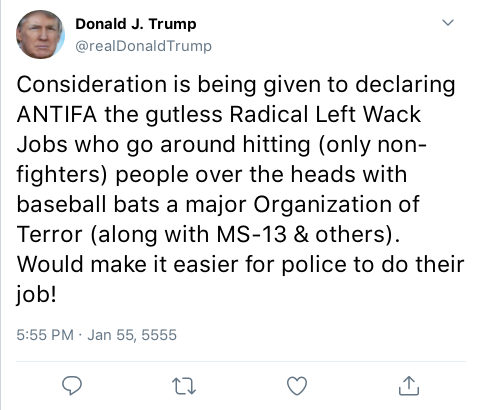 Donald J. Trump
@realDonaldTrump
Consideration is being given to declaring
ANTIFA the gutless Radical Left Wack
Jobs who go around hitting (only non-
fighters) people over the heads with
baseball bats a major Organization of
Terror (along with MS-13 & others).
Would make it easier for police to do their
job!
5:55 PM · Jan 55, 5555